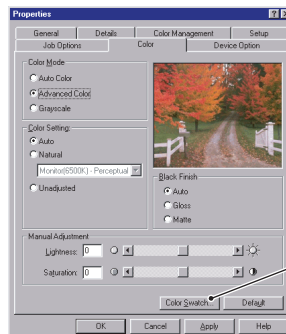 Properties
General Details Color Management Setup
Job Options Color Device Option
Color Mode
Auto Color
Advanced Color
Grayscale
Color Setting:
Auto
Natural
Monitor(6500K) - Perceptual
Unadjusted
Black Finish
Auto
Gloss
Matte
Manual Adjustment
Lightness: 0
Saturation: 0
Color Swatch... Default
OK Cancel Apply Help